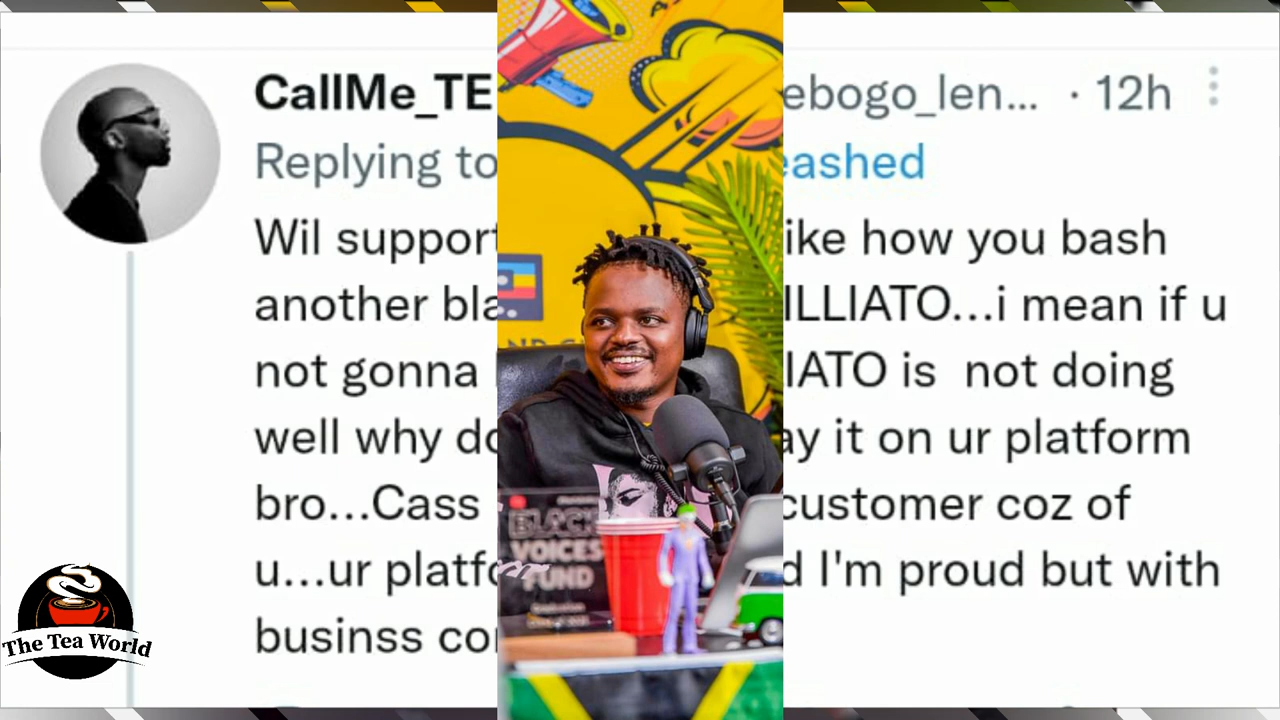 CallMe_TE ebogo_len... · 12h
Replying to eashed
Wil support ike how you bash
another bla ILLIATO...i mean if u
not gonna IATO is not doing
well why do ay it on ur platform
bro...Cass customer coz of
u...ur platfo d I'm proud but with
businss co
BLACK
VOICES
FUND
The Tea World